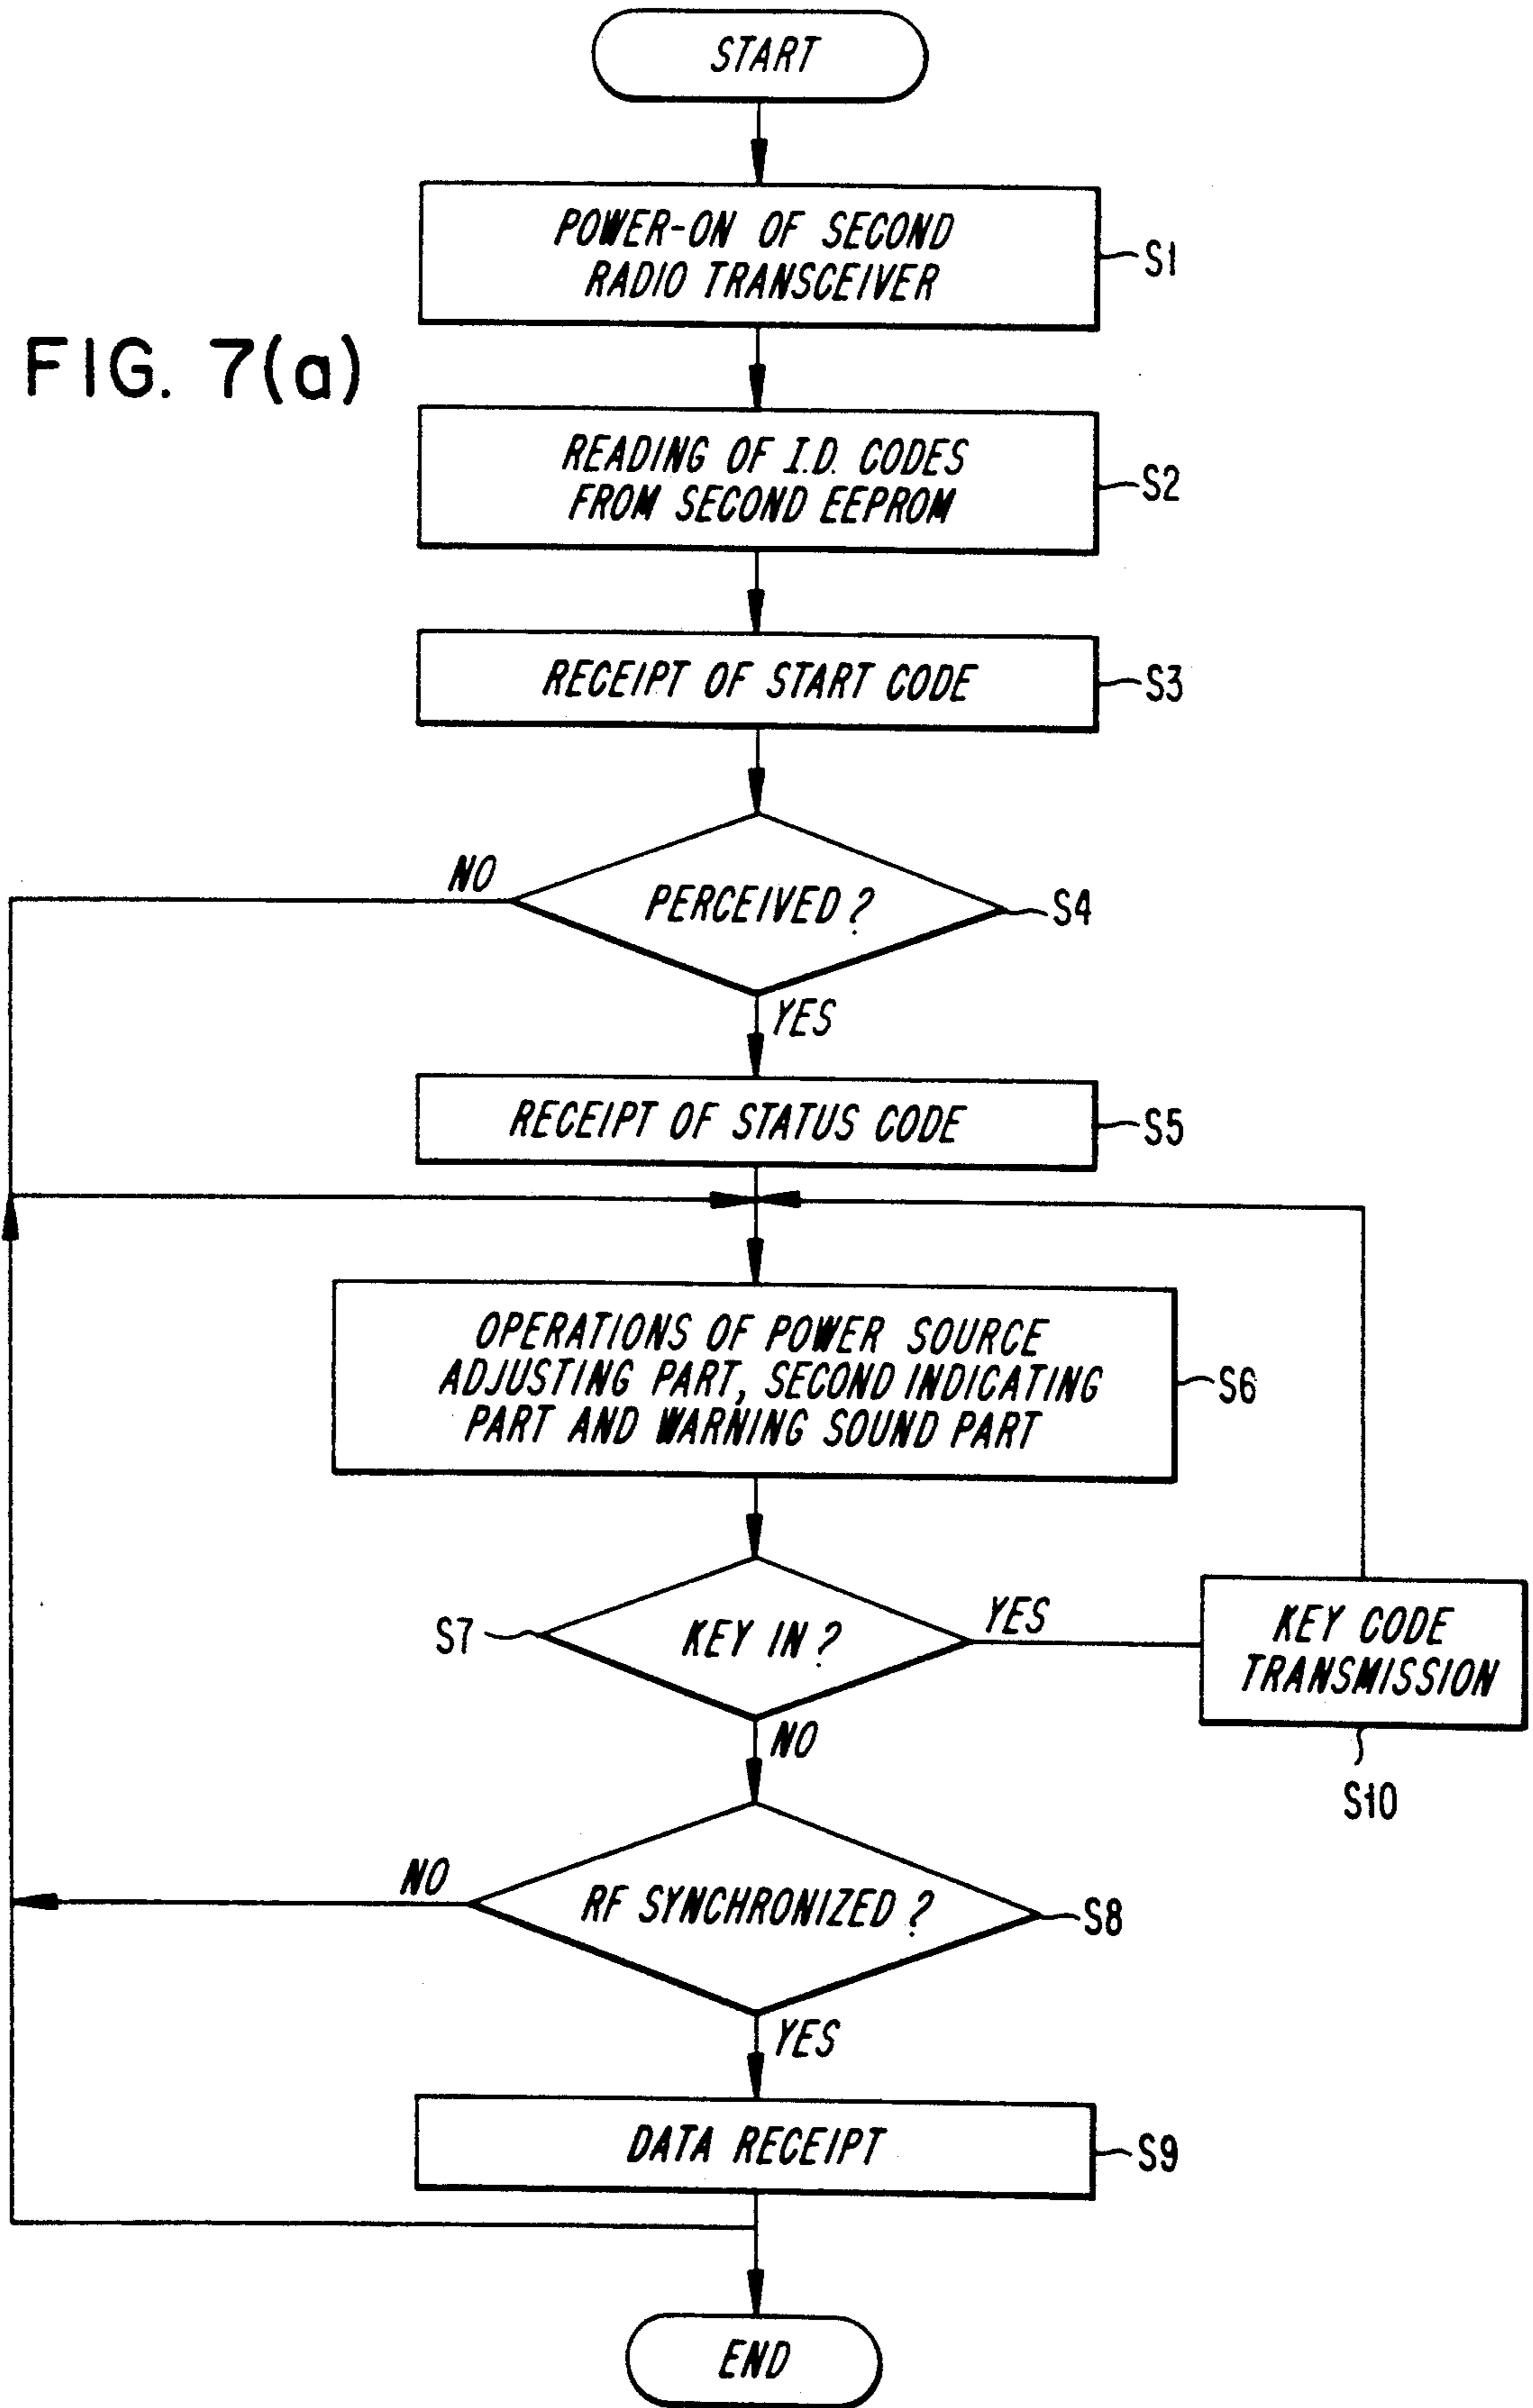 START
POWER-ON OF SECOND
RADIO TRANSCEIVER
S1
FIG. 7(a)
READING OF I.D. CODES
FROM SECOND EEPROM
S2
RECEIPT OF START CODE
S3
NO
PERCEIVED?
S4
YES
RECEIPT OF STATUS CODE
S5
OPERATIONS OF POWER SOURCE
ADJUSTING PART, SECOND INDICATING
PART AND WARNING SOUND PART
S6
S7
KEY IN?
YES
KEY CODE
TRANSMISSION
S10
NO
NO
RF SYNCHRONIZED?
S8
YES
DATA RECEIPT
S9
END